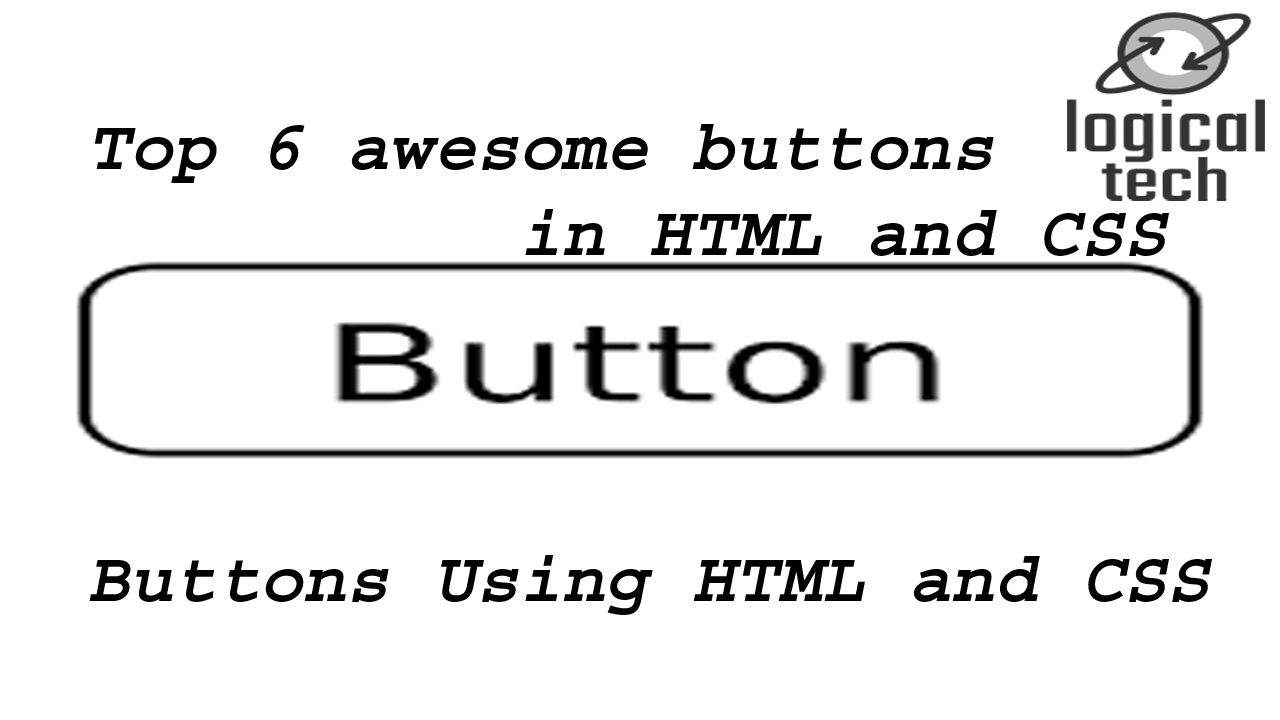 Top 6 awesome buttons
in HTML and CSS
logical
tech
Button
Buttons Using HTML and CSS